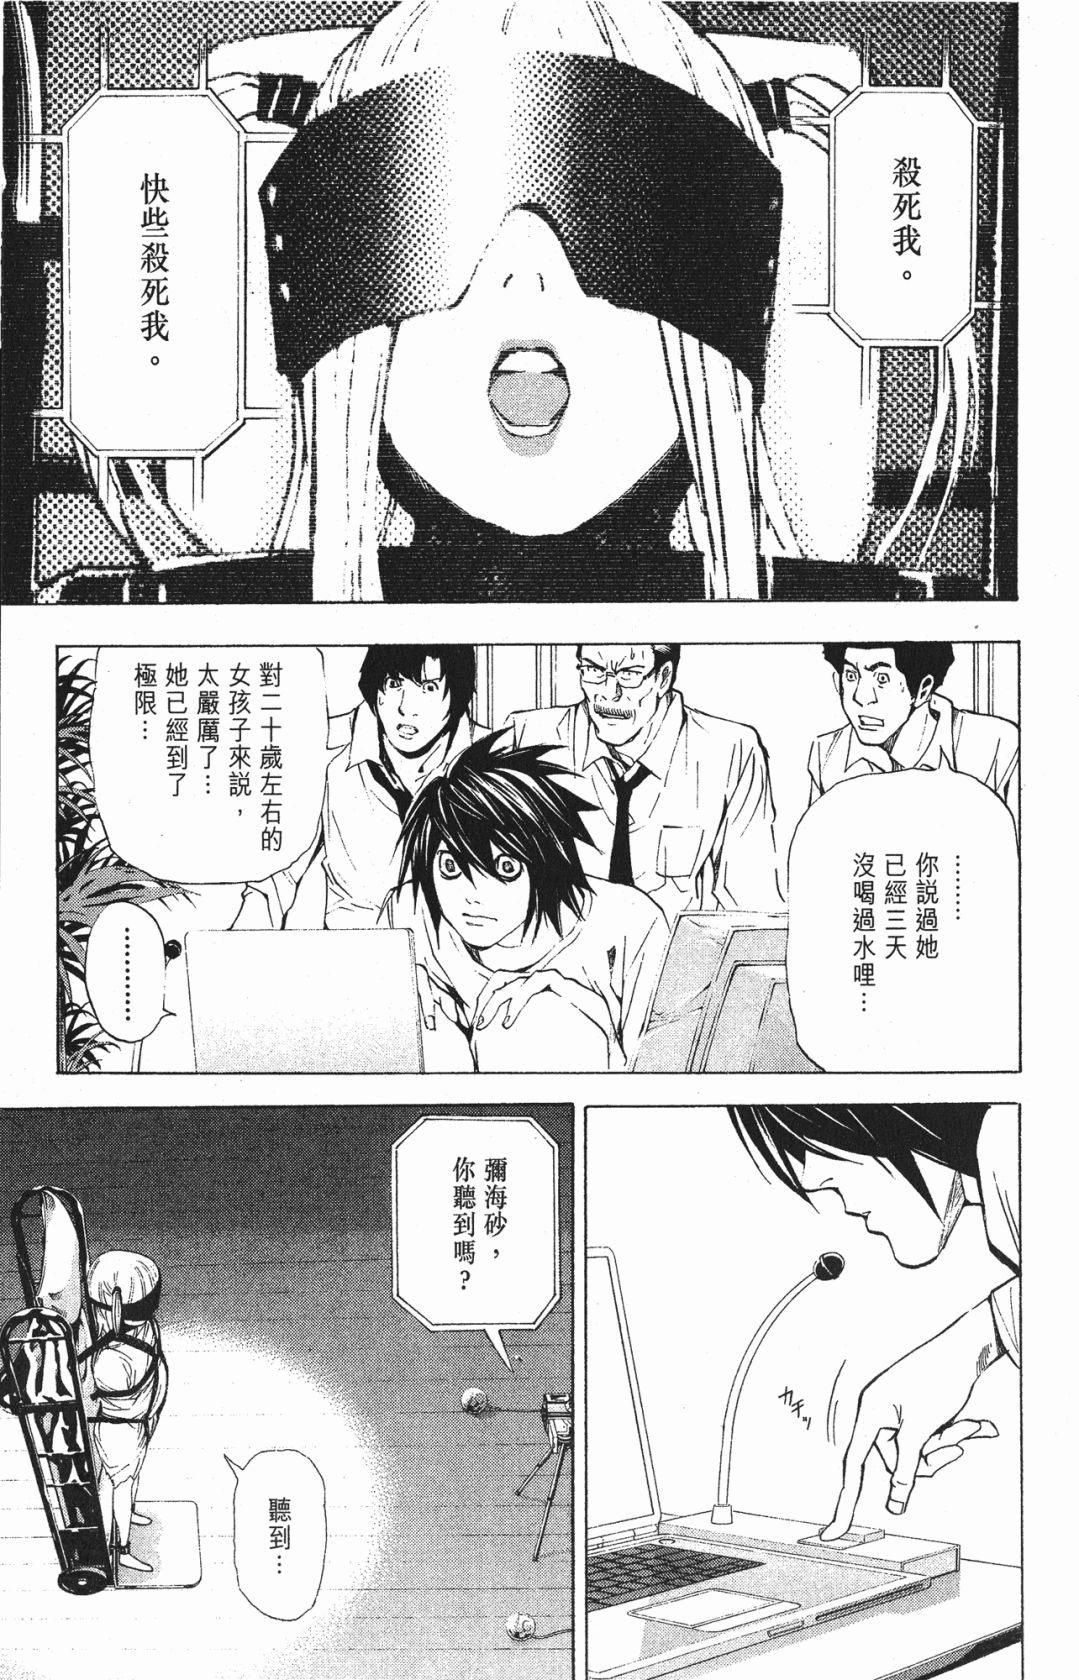 殺死我。
快些殺死我。
………
你說過她
已經三天
沒喝過水哩…
對二十歲左右的
女孩子來說，
太嚴厲了…
她已經到了
極限…
…………
カチッ
彌海砂，
你聽到嗎？
聽到…